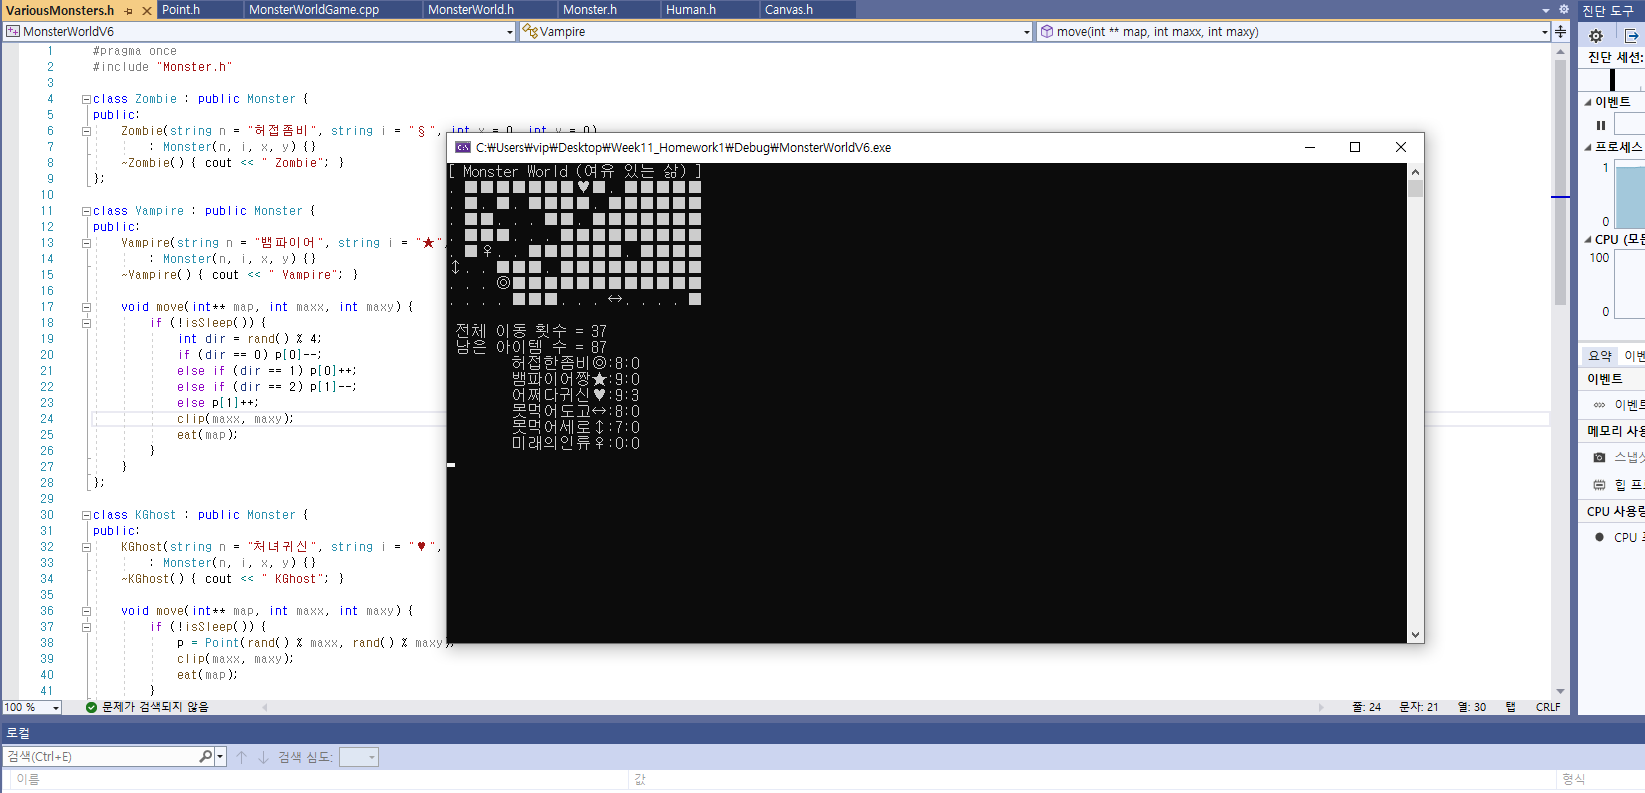 VariousMonsters.h Point.h MonsterWorldGame.cpp MonsterWorld.h Monster.h Human.h Canvas.h
MonsterWorldV6 Vampire move(int ** map, int maxx, int maxy)
1 #pragma once
2 #include "Monster.h"
3
4 class Zombie : public Monster {
5 public:
6 Zombie(string n = "허접좀비", string i = "§", int x = 0, int y = 0)
7 : Monster(n, i, x, y) {}
8 ~Zombie() { cout << " Zombie"; }
9 };
10
11 class Vampire : public Monster {
12 public:
13 Vampire(string n = "뱀파이어", string i = "★",
14 : Monster(n, i, x, y) {}
15 ~Vampire() { cout << " Vampire"; }
16
17 void move(int** map, int maxx, int maxy) {
18 if (!isSleep()) {
19 int dir = rand() % 4;
20 if (dir == 0) p[0]--;
21 else if (dir == 1) p[0]++;
22 else if (dir == 2) p[1]--;
23 else p[1]++;
24 clip(maxx, maxy);
25 eat(map);
26 }
27 }
28 };
29
30 class KGhost : public Monster {
31 public:
32 KGhost(string n = "처녀귀신", string i = "♥",
33 : Monster(n, i, x, y) {}
34 ~KGhost() { cout << " KGhost"; }
35
36 void move(int** map, int maxx, int maxy) {
37 if (!isSleep()) {
38 p = Point(rand() % maxx, rand() % maxy);
39 clip(maxx, maxy);
40 eat(map);
41 }
C:\Users\vip\Desktop\Week11_Homework1\Debug\MonsterWorldV6.exe
[ Monster World (여유 있는 삶) ]
. ■■■■■■■♥■. ■■■■■
. ■. ■. ■■■■. ■■■■■■
. ■■. . . ■■. ■■■■■■■
. ■■■. . . ■■■■■■■■■
. ■♀. . ■■■■■■. ■■■■
↕. . ■■■. ■■■■■■■■■
. . . ◎■■■■■■■■■■■■
. . . . ■■■. . . ↔. . . . ■
전체 이동 횟수 = 37
남은 아이템 수 = 87
허접한좀비◎:8:0
뱀파이어짱★:9:0
어쩌다귀신♥:9:3
못먹어도고↔:8:0
못먹어세로↕:7:0
미래의인류♀:0:0
진단 도구
진단 세션:
이벤트
프로세스
1
0
CPU (모든
100
0
요약 이벤
이벤트
이벤트
메모리 사용
스냅샷
힙 프로
CPU 사용량
CPU 프
100 % 문제가 검색되지 않음 줄: 24 문자: 21 열: 30 탭 CRLF
로컬
검색(Ctrl+E) 검색 심도:
이름 값 형식